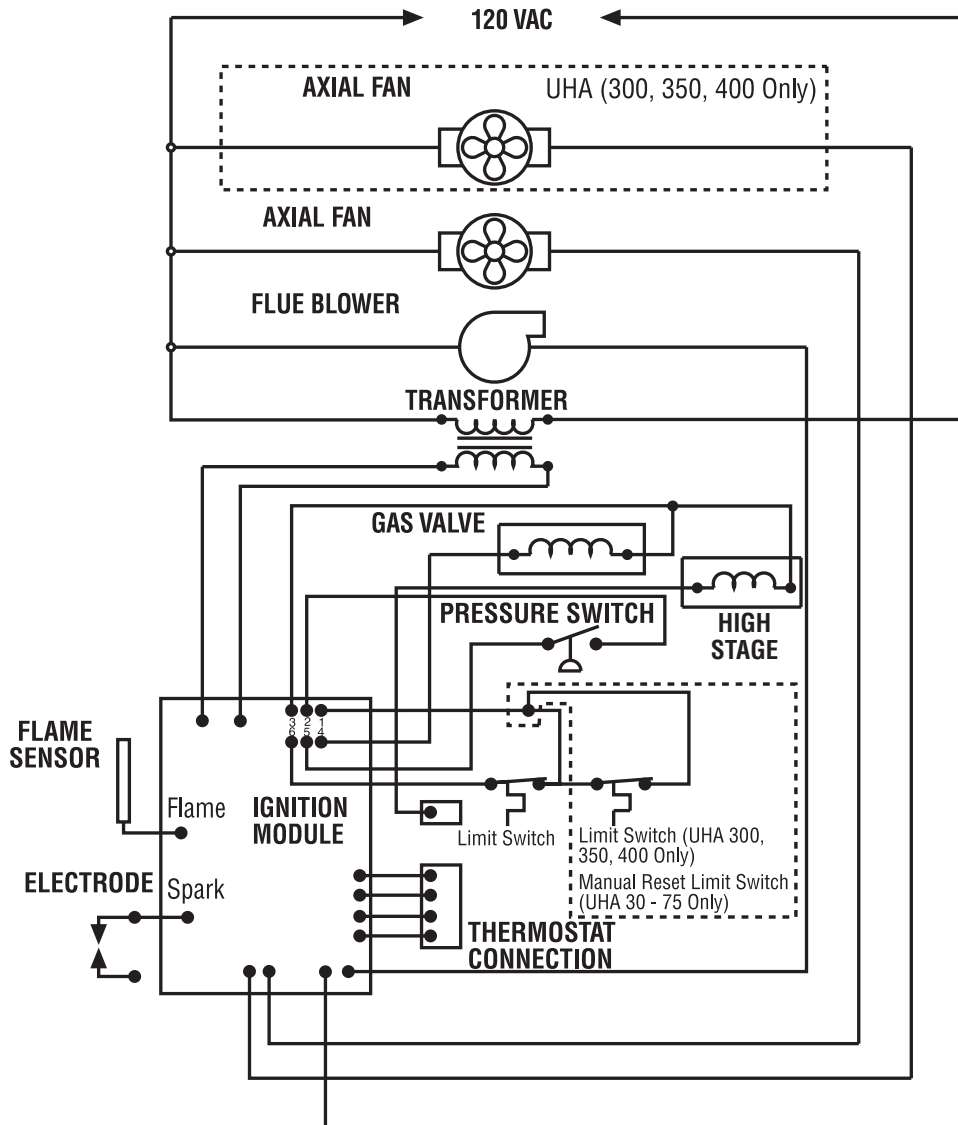 120 VAC
AXIAL FAN
UHA (300, 350, 400 Only)
AXIAL FAN
FLUE BLOWER
TRANSFORMER
GAS VALVE
PRESSURE SWITCH
HIGH
STAGE
3 2 1
6 5 4
FLAME
SENSOR
Flame
IGNITION
MODULE
Limit Switch
Limit Switch (UHA 300,
350, 400 Only)
Manual Reset Limit Switch
(UHA 30 - 75 Only)
ELECTRODE
Spark
THERMOSTAT
CONNECTION